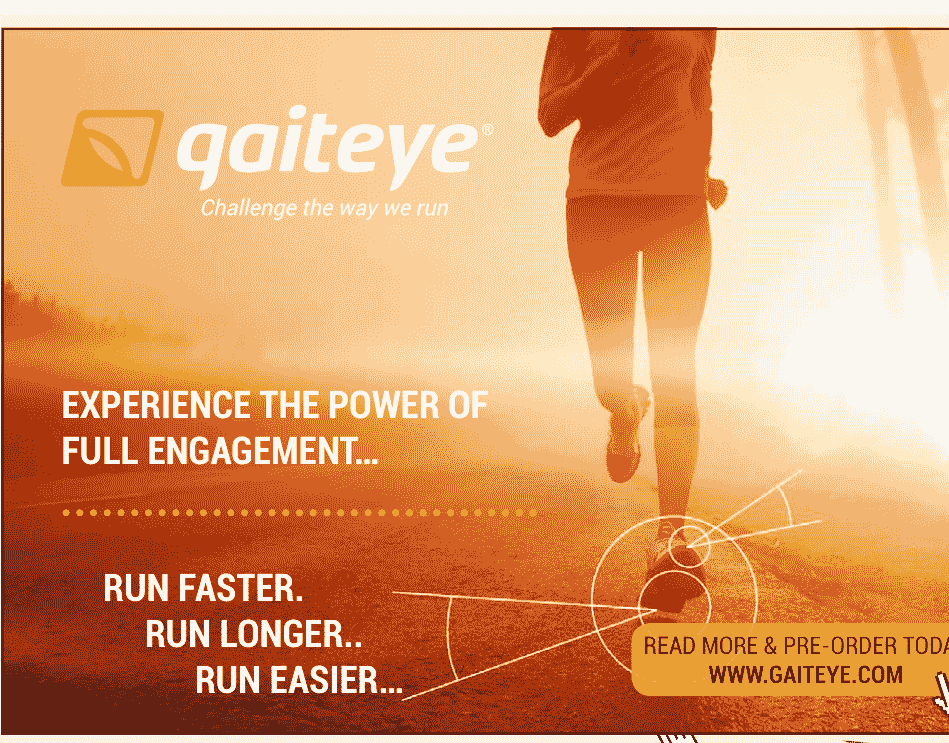 gaiteye®
Challenge the way we run
EXPERIENCE THE POWER OF
FULL ENGAGEMENT...
RUN FASTER.
RUN LONGER..
RUN EASIER...
READ MORE & PRE-ORDER TODA
WWW.GAITEYE.COM